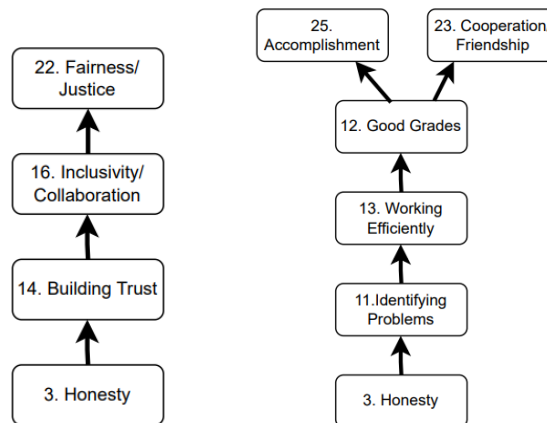 22. Fairness/
Justice
16. Inclusivity/
Collaboration
14. Building Trust
3. Honesty
25.
Accomplishment
23. Cooperation/
Friendship
12. Good Grades
13. Working
Efficiently
11.Identifying
Problems
3. Honesty